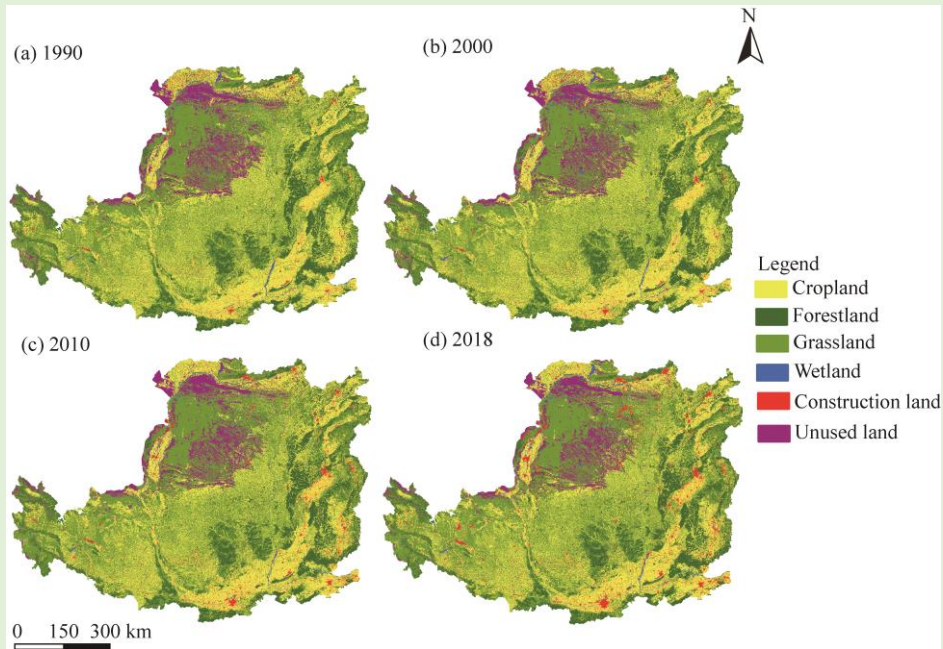 (a) 1990
(b) 2000
N
Legend
Cropland
Forestland
Grassland
Wetland
Construction land
Unused land
(c) 2010
(d) 2018
0 150 300 km